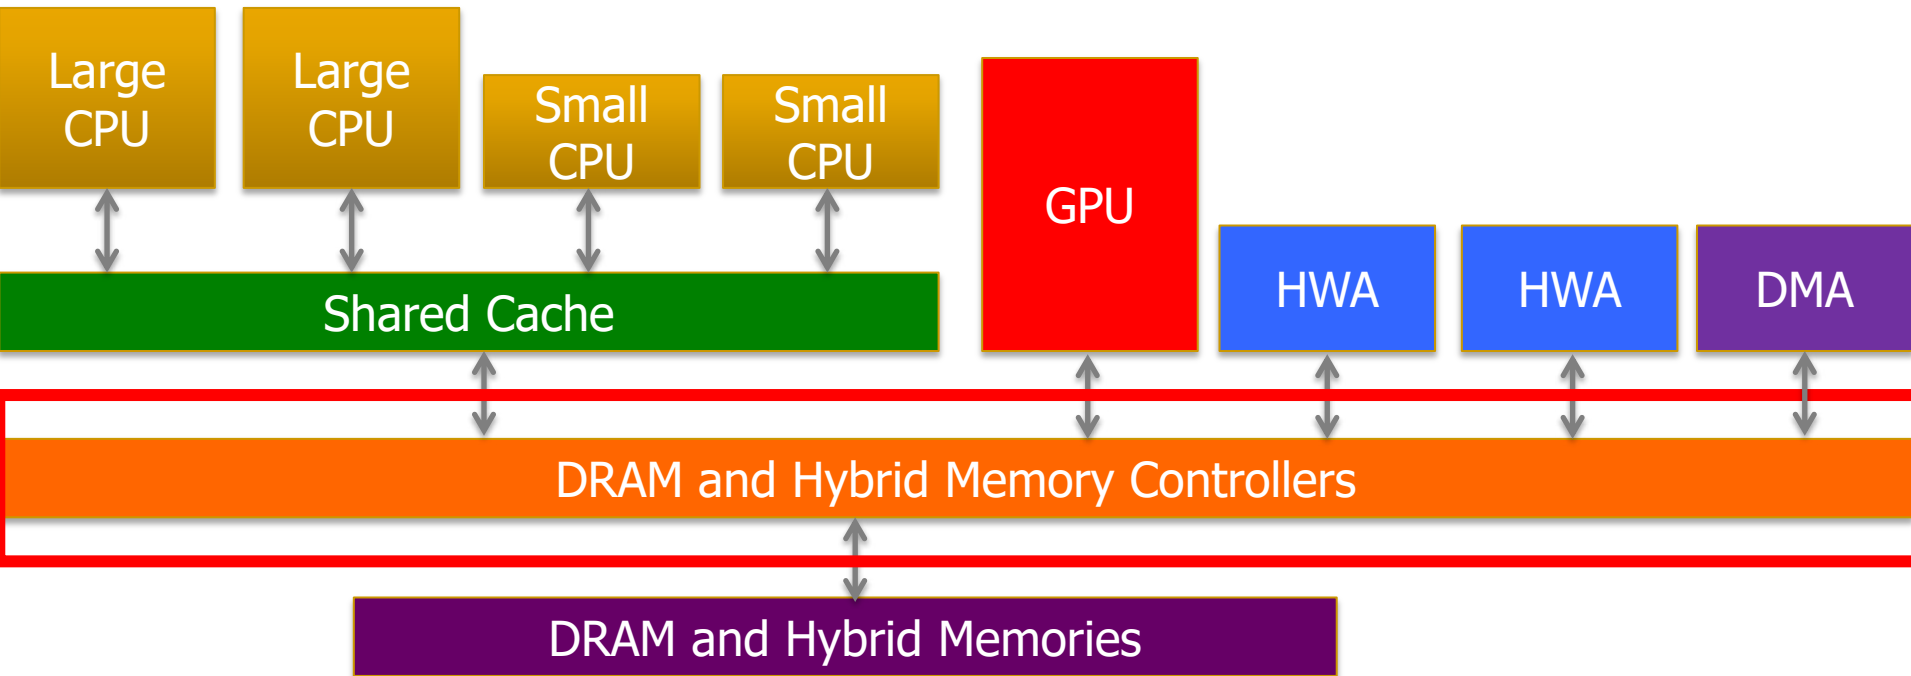 Large
CPU
Large
CPU
Small
CPU
Small
CPU
GPU
HWA
HWA
DMA
Shared Cache
DRAM and Hybrid Memory Controllers
DRAM and Hybrid Memories